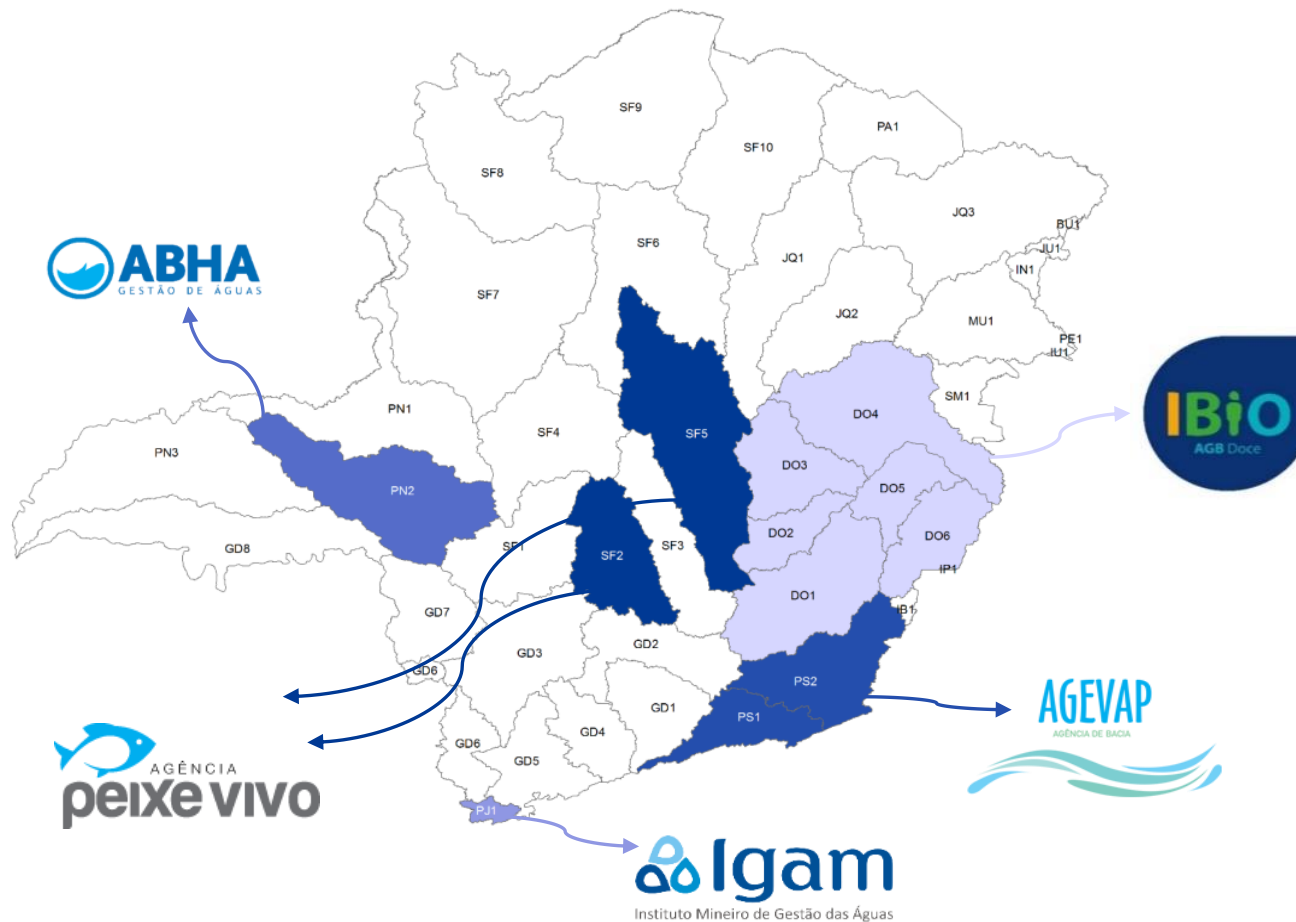 SF9
PA1
SF10
SF8
JQ3
BU1
SF6
JU1
JQ1
IN1
ABHA
GESTÃO DE ÁGUAS
SF7
JQ2
MU1
PE1
IU1
SM1
PN1
DO4
IBiO
AGB Doce
SF4
SF5
PN3
DO3
PN2
DO5
DO2
DO6
SF1
SF2
SF3
GD8
IP1
DO1
GD7
IB1
GD2
GD3
GD6
PS2
AGEVAP
AGÊNCIA DE BACIA
GD1
PS1
GD4
GD6
GD5
AGÊNCIA
peixe vivo
PJ1
Igam
Instituto Mineiro de Gestão das Águas